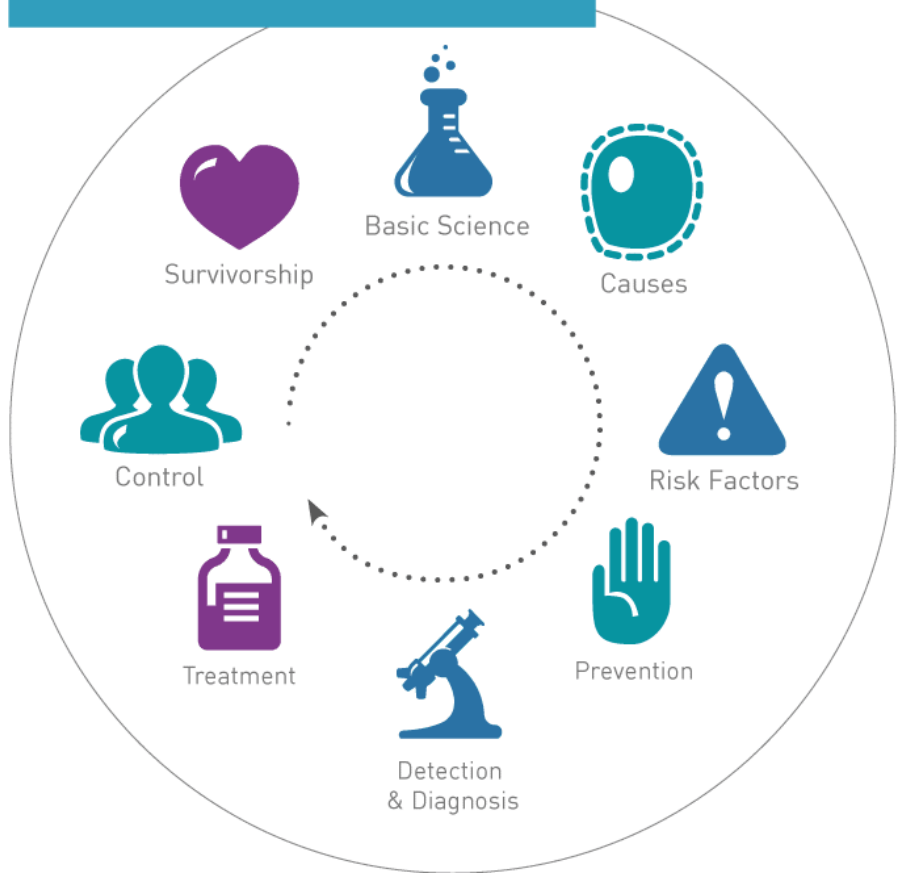 Basic Science
Causes
Risk Factors
Prevention
Detection
& Diagnosis
Treatment
Control
Survivorship